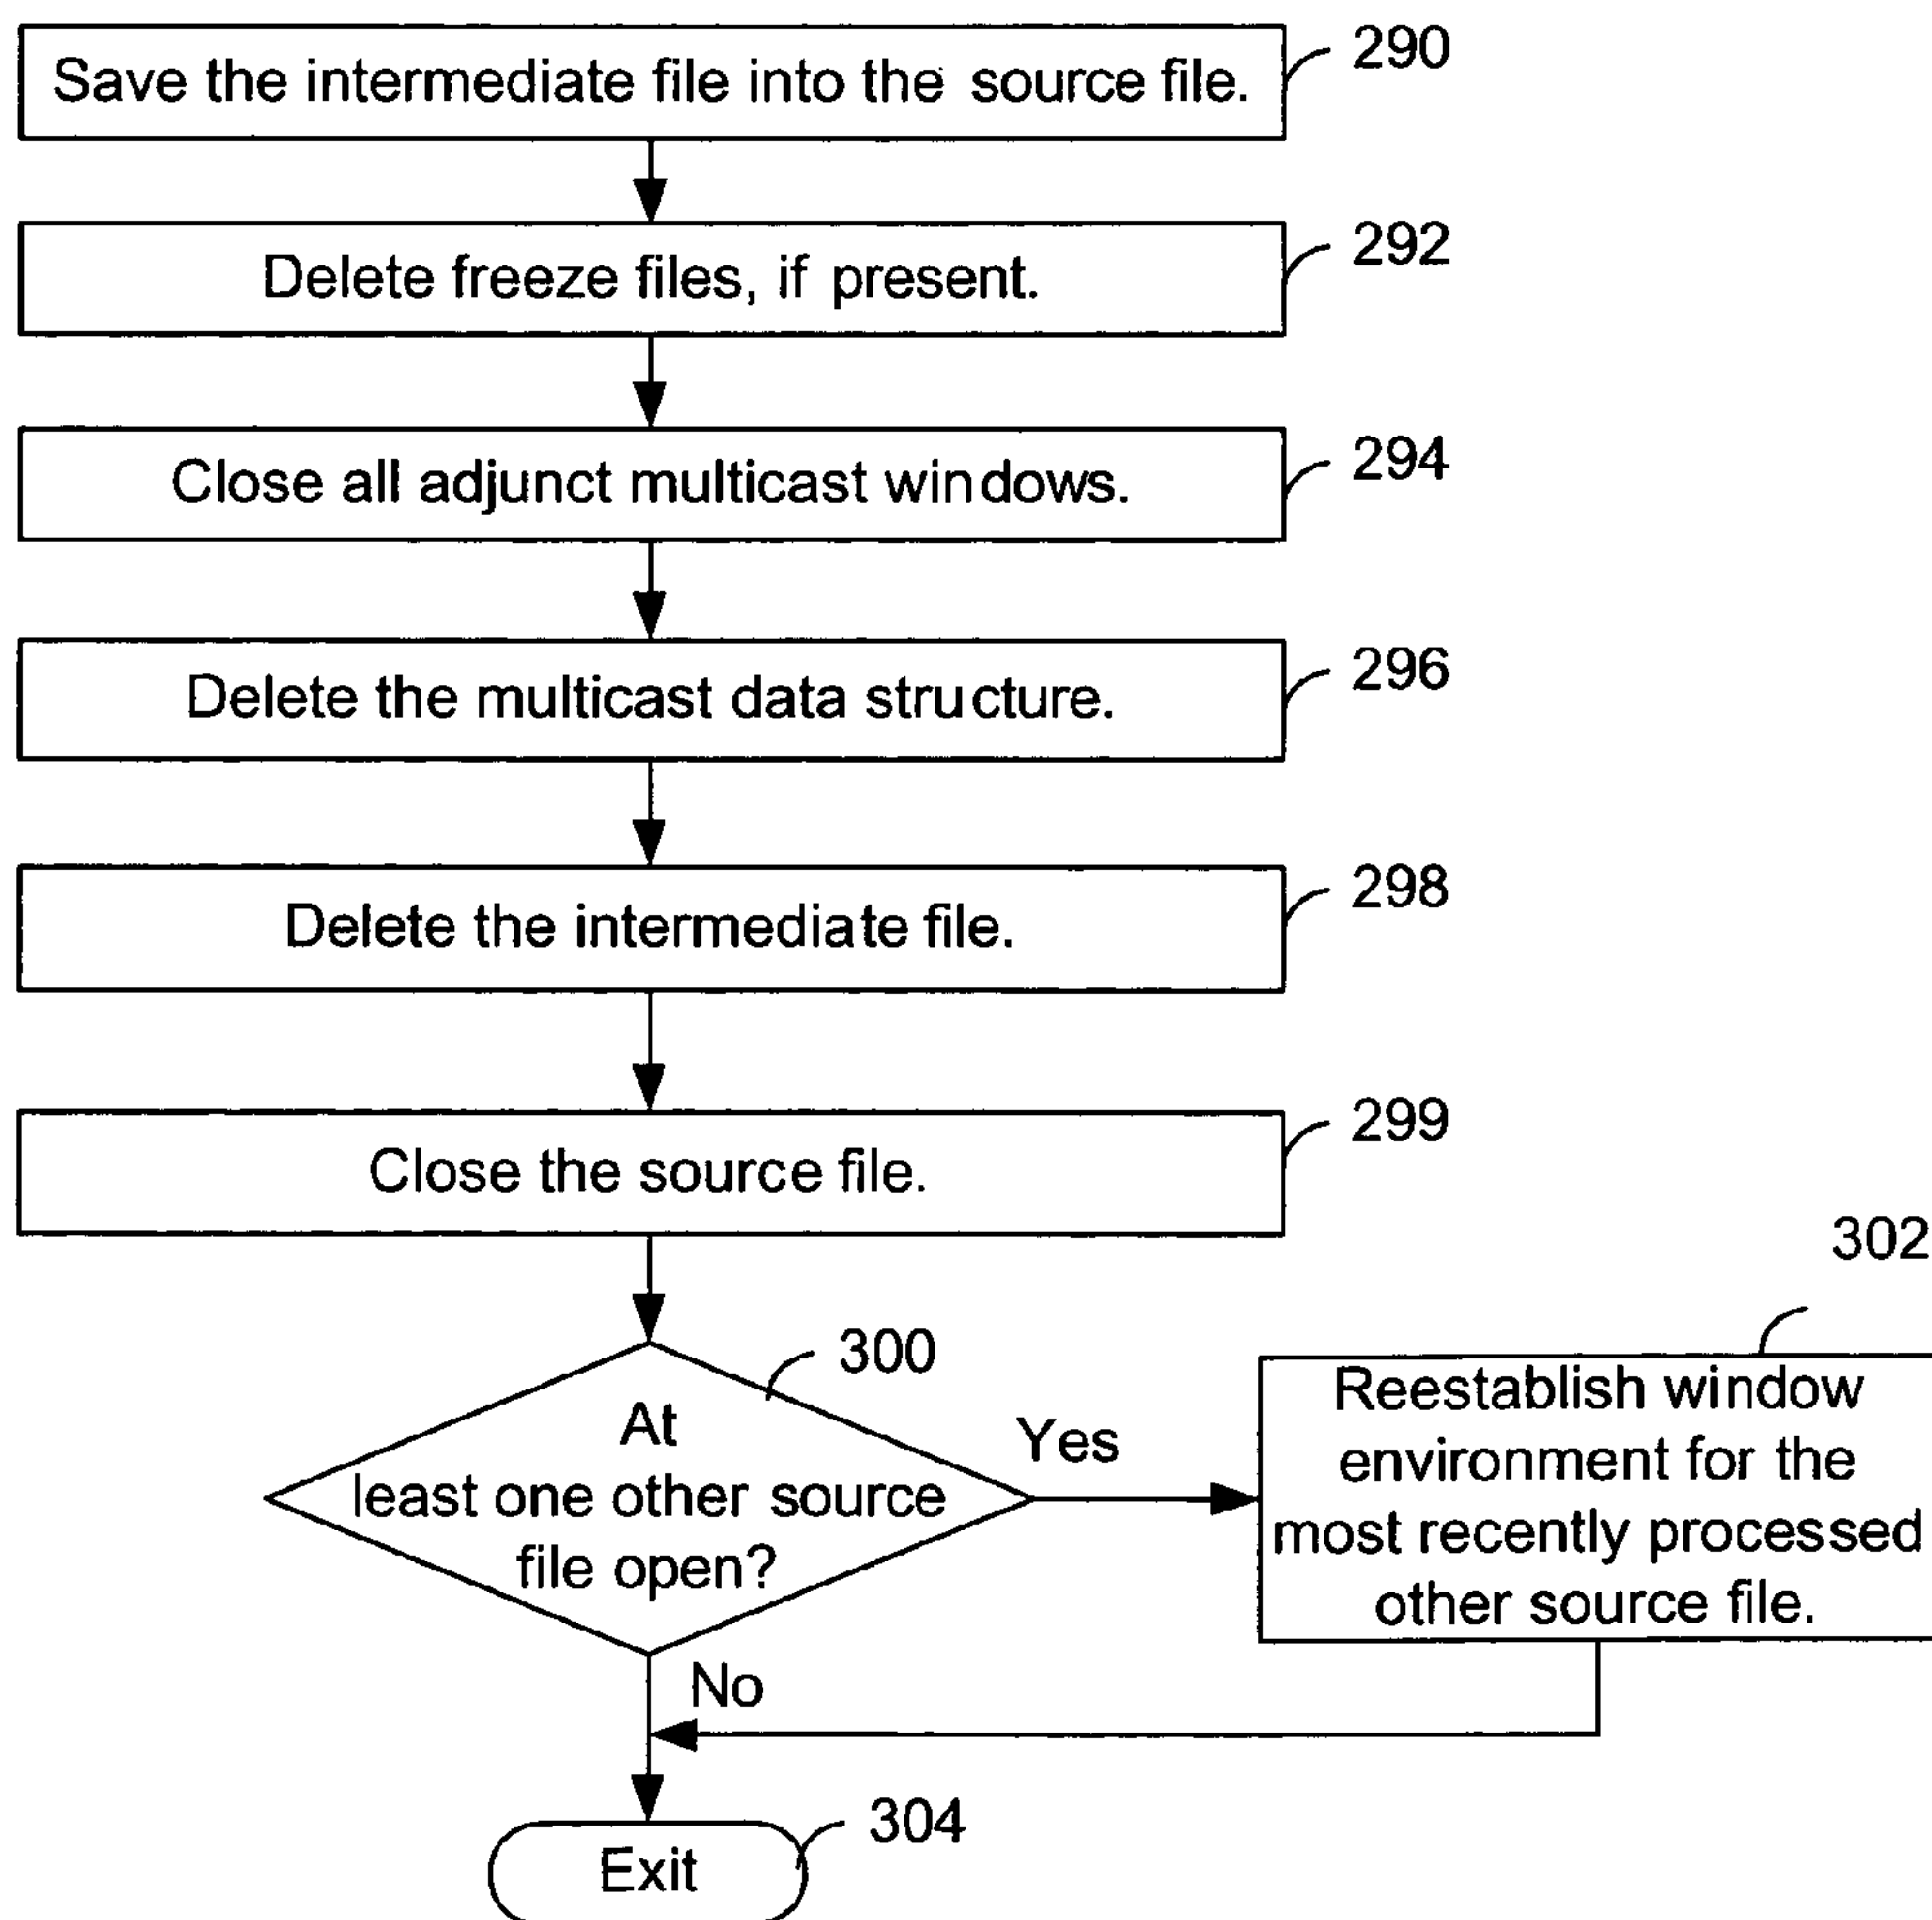 Save the intermediate file into the source file.
290
Delete freeze files, if present.
292
Close all adjunct multicast windows.
294
Delete the multicast data structure.
296
Delete the intermediate file.
298
Close the source file.
299
300
At
least one other source
file open?
Yes
302
Reestablish window
environment for the
most recently processed
other source file.
No
Exit
304